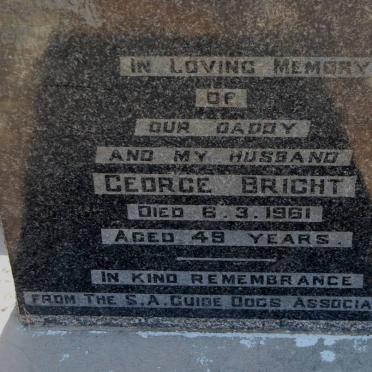 IN LOVING MEMORY
OF
OUR DADDY
AND MY HUSBAND
GEORGE BRIGHT
DIED 6.3.1961
AGED 49 YEARS.
IN KIND REMEMBRANCE
FROM THE S.A. GUIDE DOGS ASSOCIA